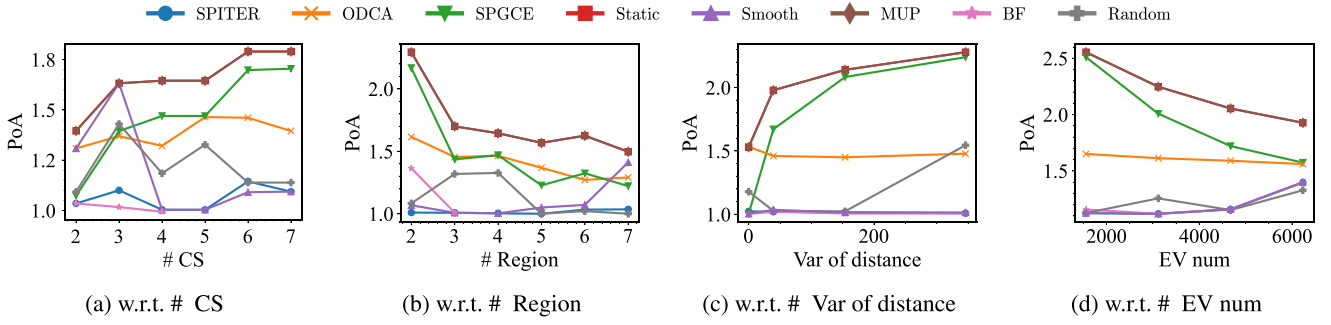 SPITER ODCA SPGCE Static Smooth MUP BF Random
PoA
1.8
1.5
1.2
1.0
2 3 4 5 6 7
# CS
(a) w.r.t. # CS
PoA
2.0
1.5
1.0
2 3 4 5 6 7
# Region
(b) w.r.t. # Region
PoA
2.0
1.5
1.0
0 200
Var of distance
(c) w.r.t. # Var of distance
PoA
2.5
2.0
1.5
2000 4000 6000
EV num
(d) w.r.t. # EV num